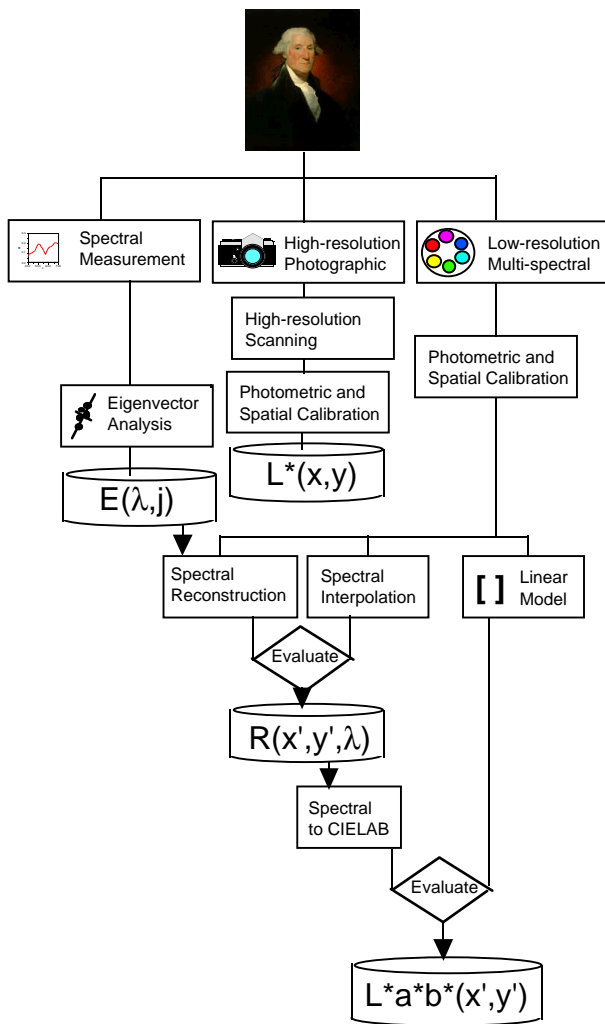 Spectral
Measurement
High-resolution
Photographic
Low-resolution
Multi-spectral
High-resolution
Scanning
Photometric and
Spatial Calibration
Photometric and
Spatial Calibration
Eigenvector
Analysis
L*(x,y)
E(λ,j)
Spectral
Reconstruction
Spectral
Interpolation
[ ] Linear
Model
Evaluate
R(x',y',λ)
Spectral
to CIELAB
Evaluate
L*a*b*(x',y')